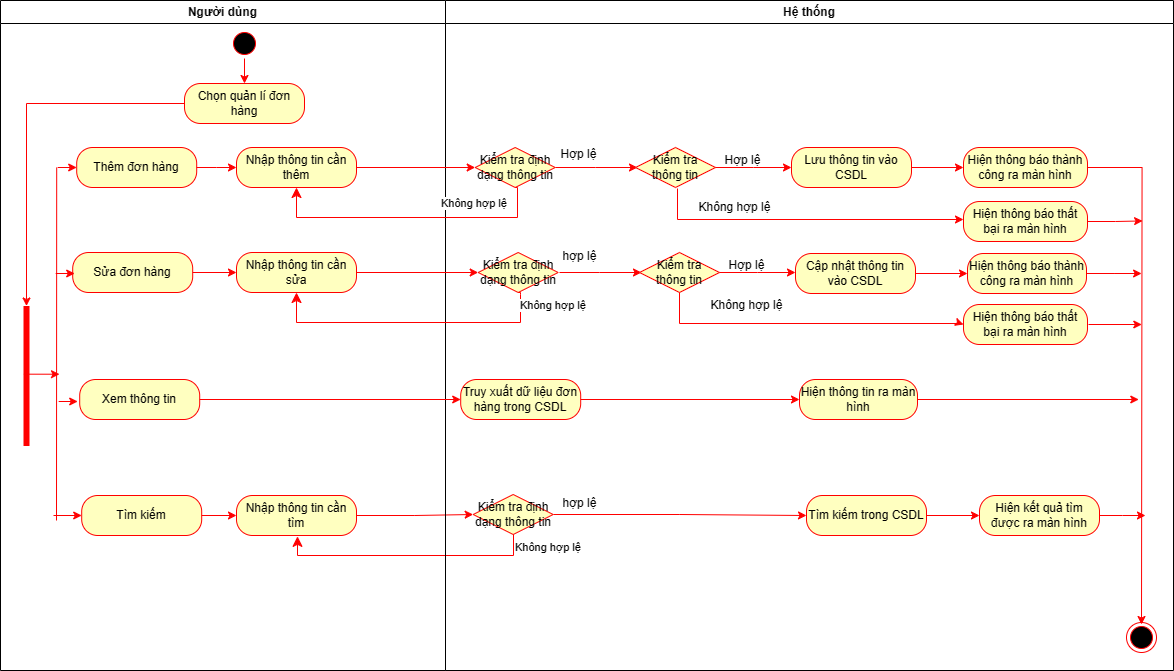 Người dùng
Hệ thống
Chọn quản lí đơn
hàng
Thêm đơn hàng
Nhập thông tin cần
thêm
Kiểm tra định
dạng thông tin
Hợp lệ
Không hợp lệ
Kiểm tra
thông tin
Hợp lệ
Không hợp lệ
Lưu thông tin vào
CSDL
Hiện thông báo thành
công ra màn hình
Hiện thông báo thất
bại ra màn hình
Sửa đơn hàng
Nhập thông tin cần
sửa
Kiểm tra định
dạng thông tin
hợp lệ
Không hợp lệ
Kiểm tra
thông tin
Hợp lệ
Không hợp lệ
Cập nhật thông tin
vào CSDL
Hiện thông báo thành
công ra màn hình
Hiện thông báo thất
bại ra màn hình
Xem thông tin
Truy xuất dữ liệu đơn
hàng trong CSDL
Hiện thông tin ra màn
hình
Tìm kiếm
Nhập thông tin cần
tìm
Kiểm tra định
dạng thông tin
hợp lệ
Không hợp lệ
Tìm kiếm trong CSDL
Hiện kết quả tìm
được ra màn hình